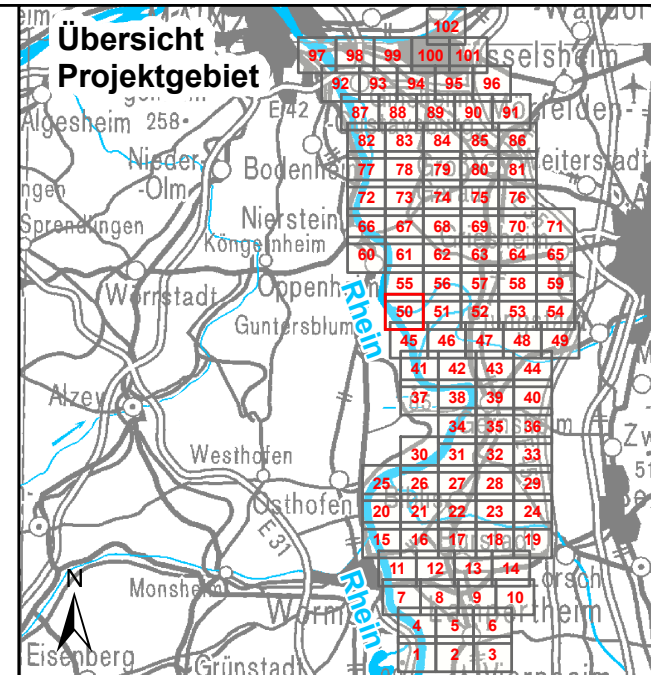 Übersicht
Projektgebiet
102
97 98 99 100 101
sselsheim
92 93 94 95 96
E 42
87 88 89 90 91
Algesheim 258
82 83 84 85 86
Nieder-
-Olm
Bodenheim
77 78 79 80 81
72 73 74 75 76
Sprendlingen
Nierstein
66 67 68 69 70 71
Köngernheim
60 61 62 63 64 65
Wörrstadt
Oppenheim
55 56 57 58 59
Rhein
50 51 52 53 54
Guntersblum
45 46 47 48 49
41 42 43 44
Alzey
37 38 39 40
34 35 36
Westhofen
30 31 32 33
25 26 27 28 29
Osthofen
20 21 22 23 24
E 31
15 16 17 18 19
11 12 13 14
Lorsch
N
Monsheim
Rhein
7 8 9 10
Worms
4 5 6
Eisenberg
Grünstadt
1 2 3